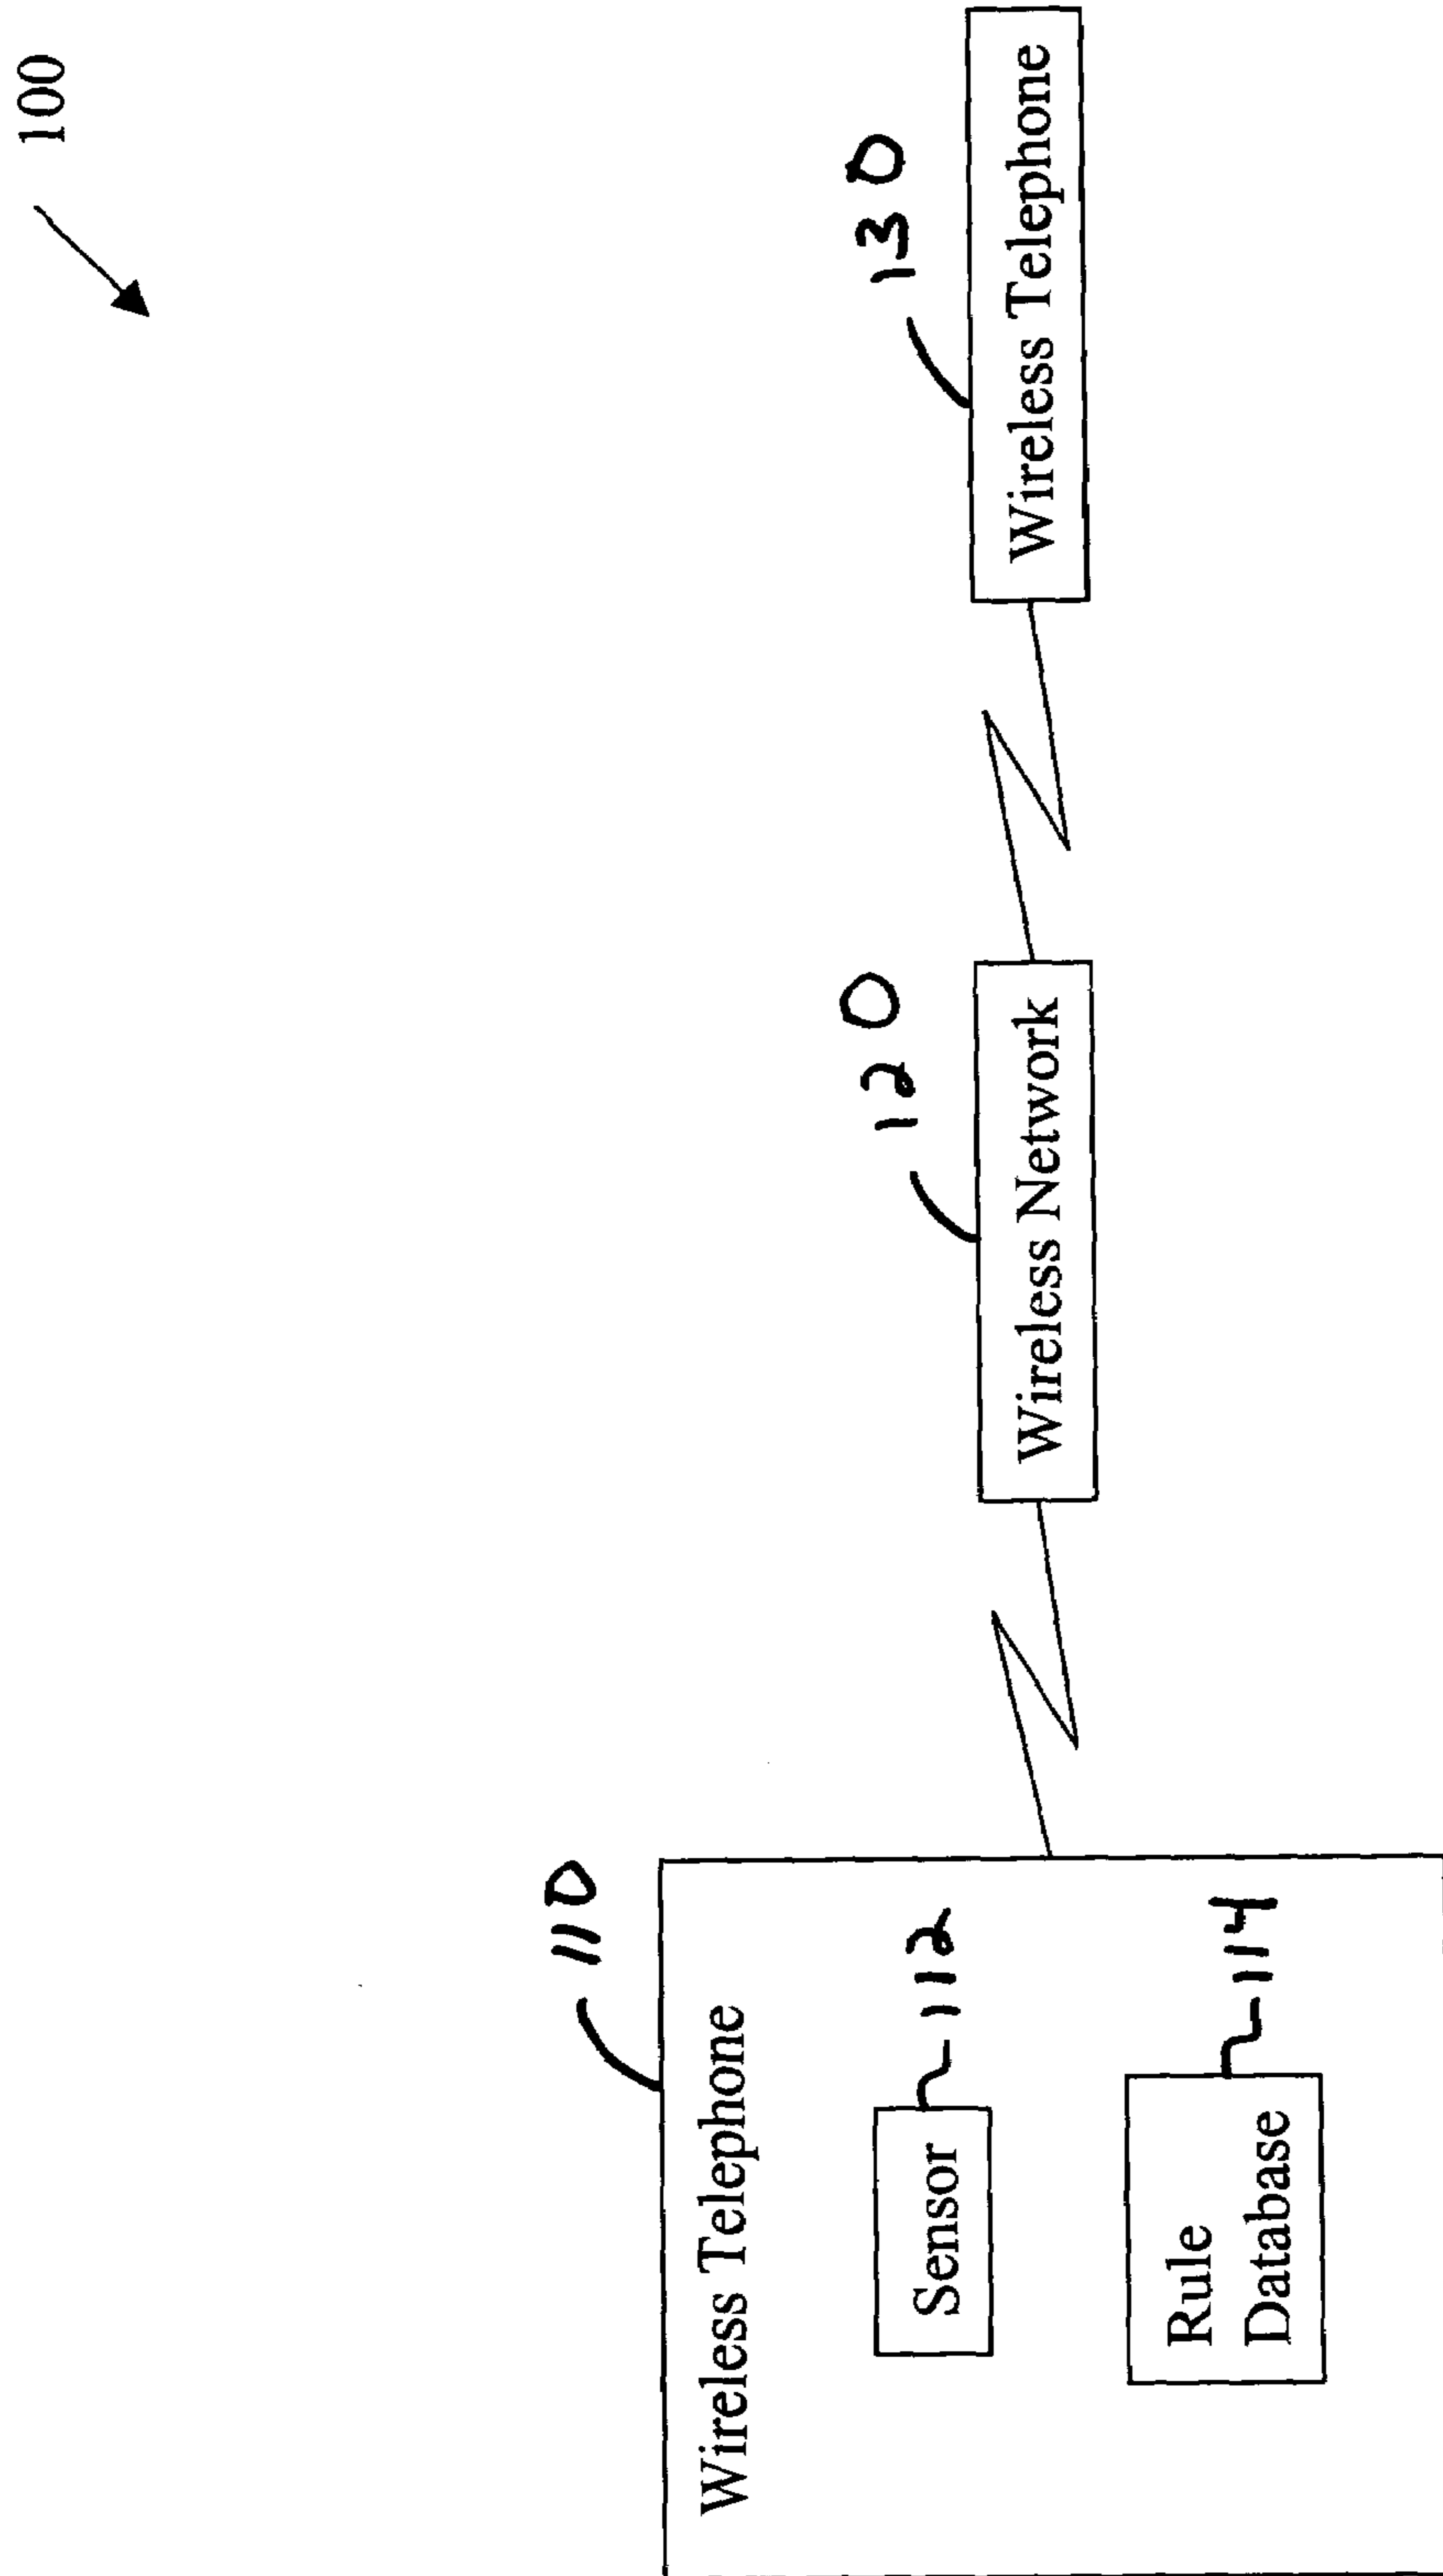 100
110
Wireless Telephone
Sensor
112
Rule
Database
114
120
Wireless Network
130
Wireless Telephone